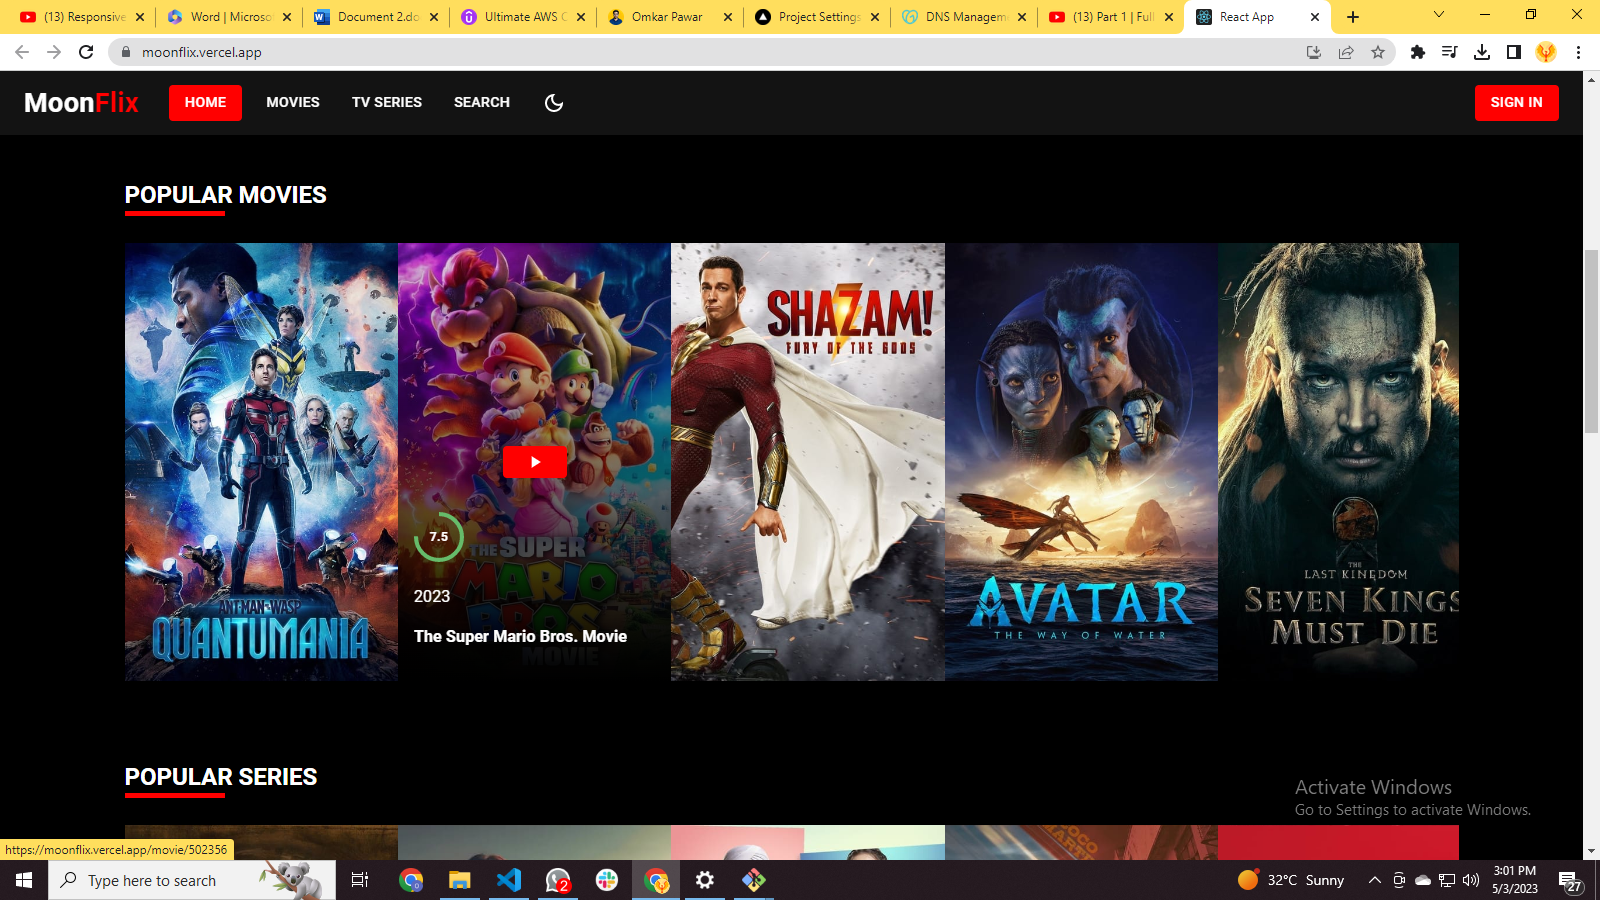 (13) Responsive
Word | Microsof
Document 2.do
Ultimate AWS C
Omkar Pawar
Project Settings
DNS Managem
(13) Part 1 | Full
React App
moonflix.vercel.app
MoonFlix
HOME
MOVIES
TV SERIES
SEARCH
SIGN IN
POPULAR MOVIES
ANT-MAN AND THE WASP
QUANTUMANIA
7.5
2023
The Super Mario Bros. Movie
THE SUPER
MARIO
BROS.
MOVIE
SHAZAM!
FURY OF THE GODS
AVATAR
THE WAY OF WATER
THE
LAST KINGDOM
SEVEN KINGS
MUST DIE
POPULAR SERIES
Activate Windows
Go to Settings to activate Windows.
https://moonflix.vercel.app/movie/502356
Type here to search
2
32°C Sunny
3:01 PM
5/3/2023
27